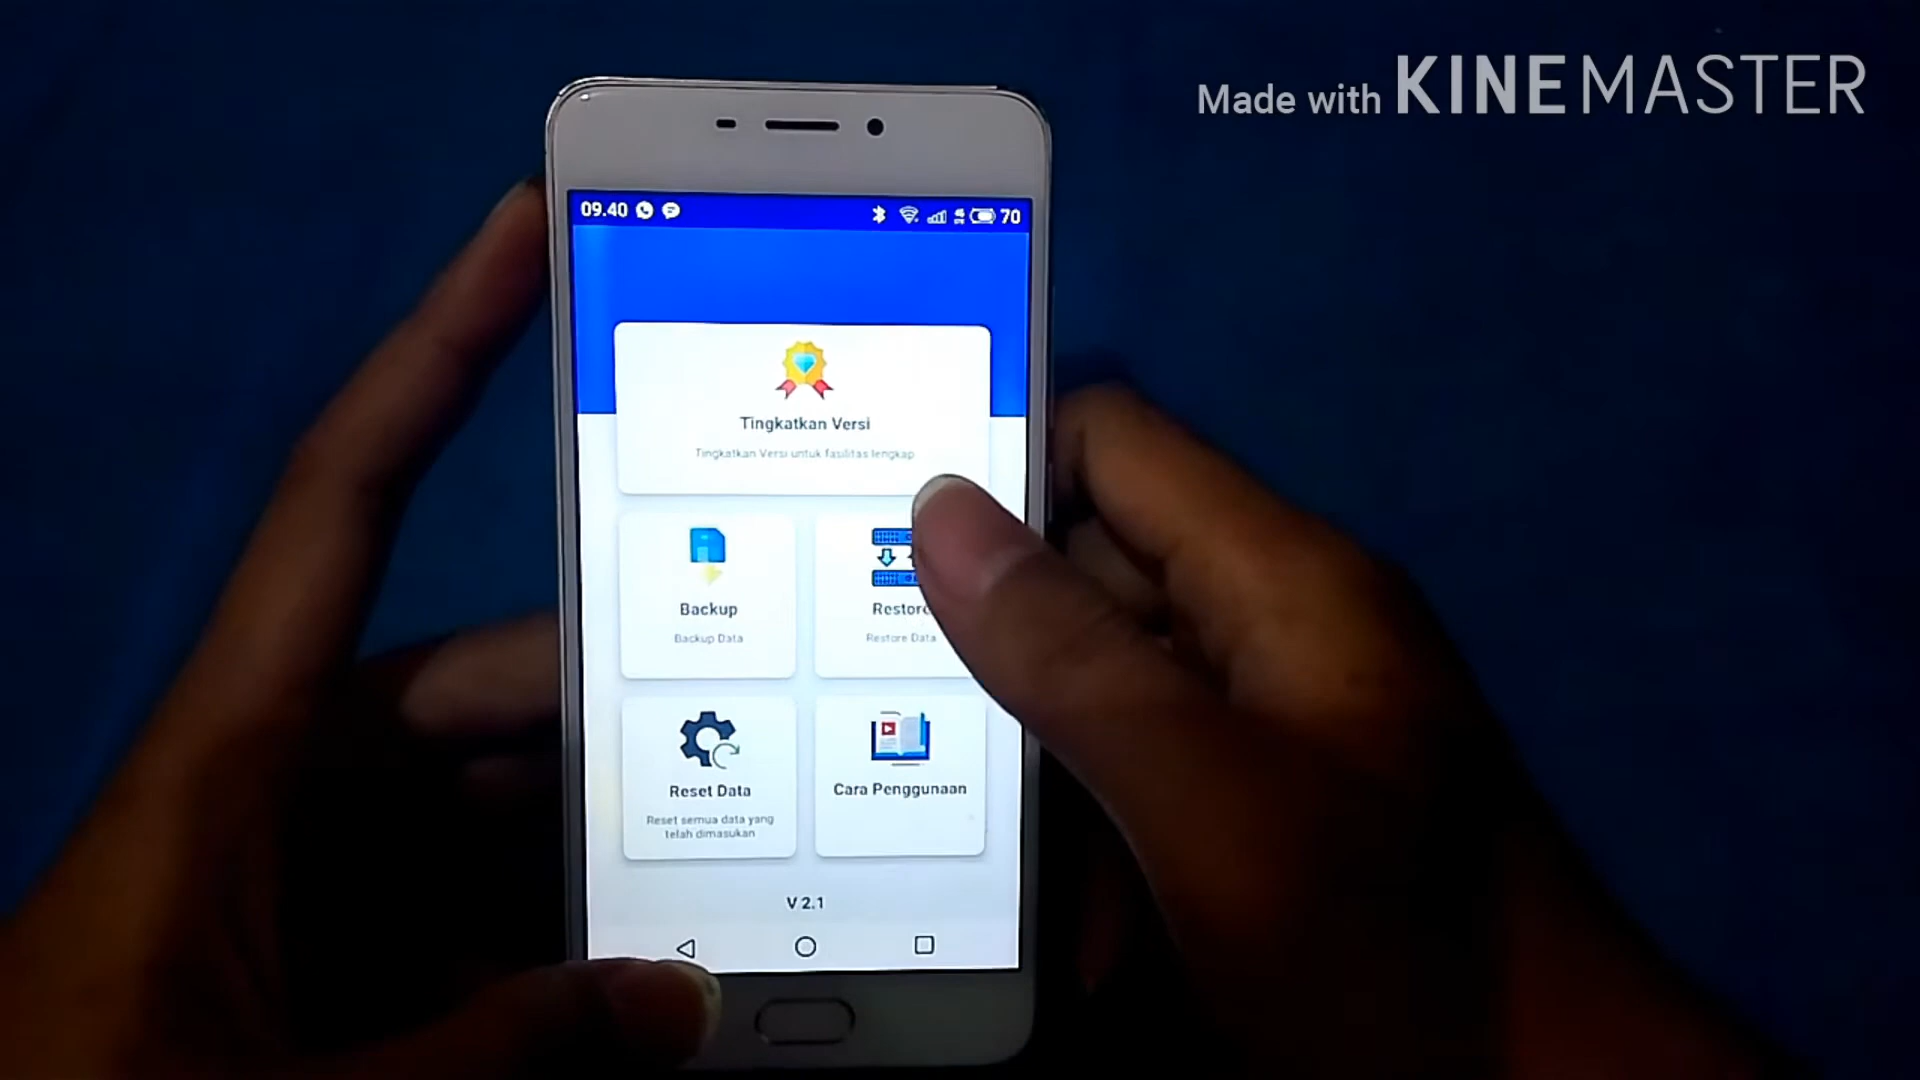 Made with KINEMASTER
09.40
70
Tingkatkan Versi
Tingkatkan Versi untuk fasilitas lengkap
Backup
Backup Data
Restore
Restore Data
Reset Data
Reset semua data yang
telah dimasukan
Cara Penggunaan
V 2.1